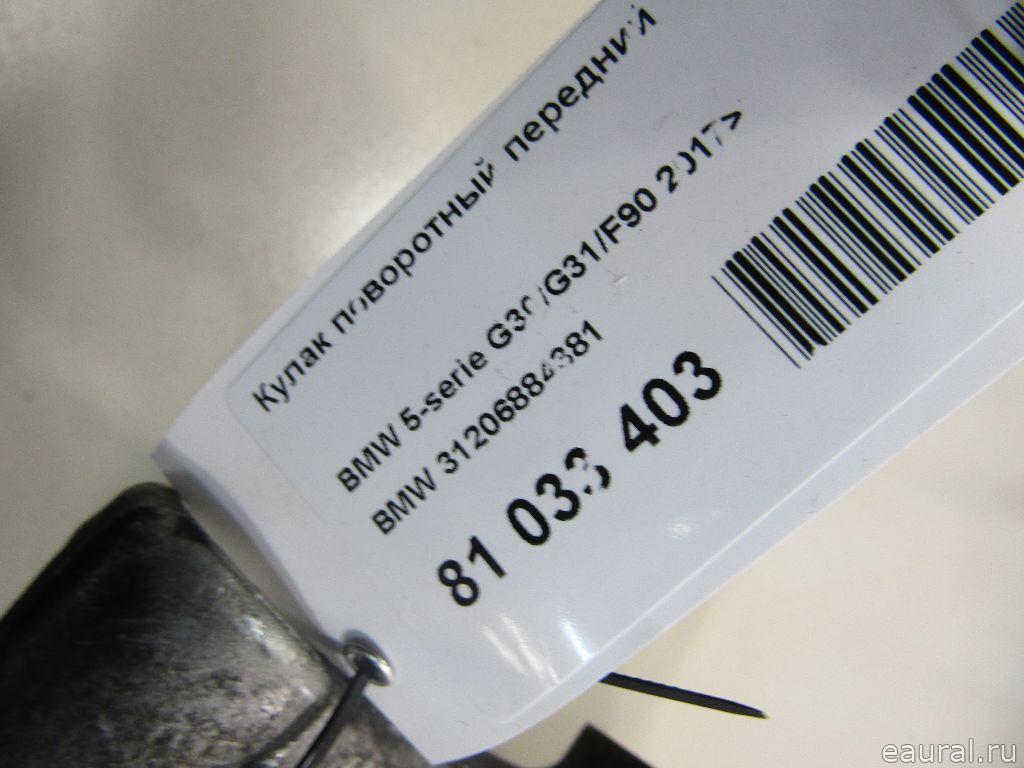 Кулак поворотный передний
BMW 5-serie G30/G31/F90 2017>
BMW 31206884381
81 033 403
eaural.ru